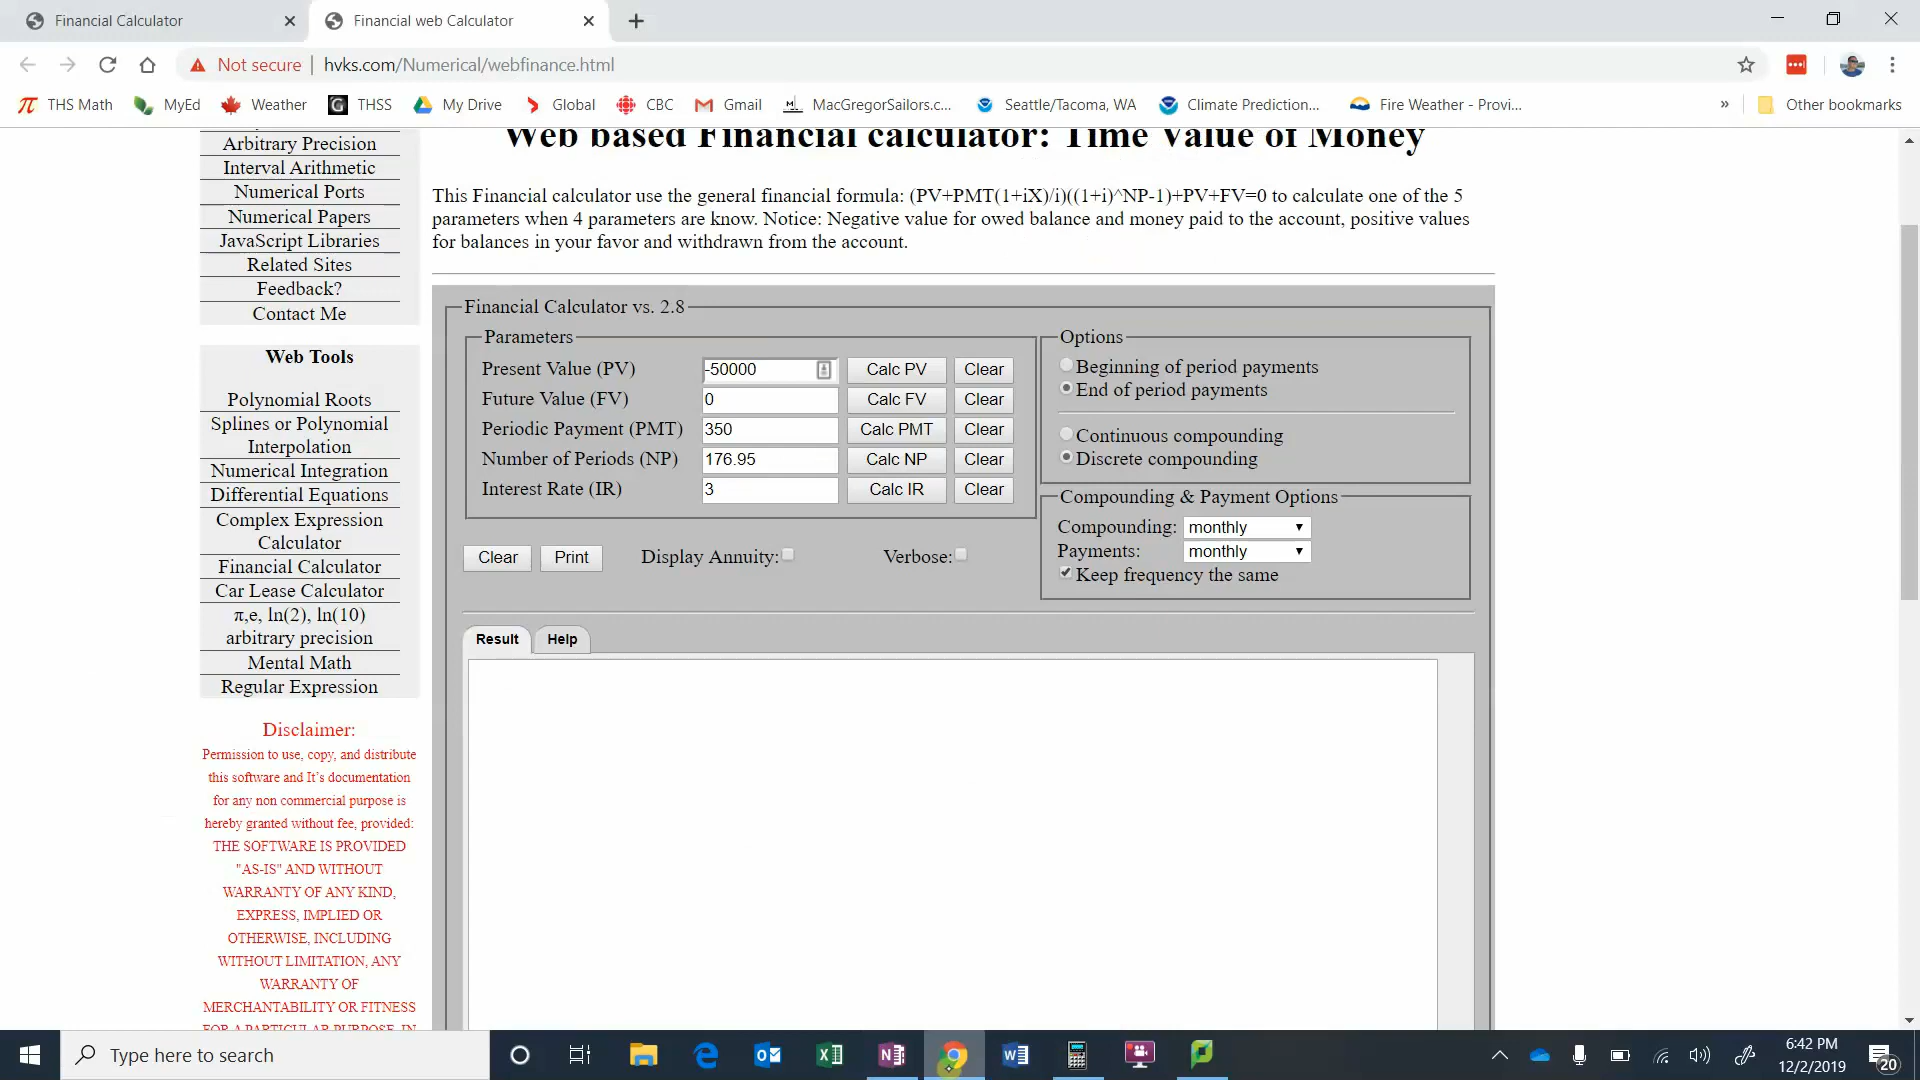 Financial Calculator
Financial web Calculator
Not secure
hvks.com/Numerical/webfinance.html
THS Math
MyEd
Weather
THSS
My Drive
Global
CBC
Gmail
MacGregorSailors.c...
Seattle/Tacoma, WA
Climate Prediction...
Fire Weather - Provi...
»
Other bookmarks
Arbitrary Precision
Interval Arithmetic
Numerical Ports
Numerical Papers
JavaScript Libraries
Related Sites
Feedback?
Contact Me
Web Tools
Polynomial Roots
Splines or Polynomial
Interpolation
Numerical Integration
Differential Equations
Complex Expression
Calculator
Financial Calculator
Car Lease Calculator
π,e, ln(2), ln(10)
arbitrary precision
Mental Math
Regular Expression
Disclaimer:
Permission to use, copy, and distribute
this software and It's documentation
for any non commercial purpose is
hereby granted without fee, provided:
THE SOFTWARE IS PROVIDED
"AS-IS" AND WITHOUT
WARRANTY OF ANY KIND,
EXPRESS, IMPLIED OR
OTHERWISE, INCLUDING
WITHOUT LIMITATION, ANY
WARRANTY OF
MERCHANTABILITY OR FITNESS
FOR A PARTICULAR PURPOSE. IN
Web based Financial calculator: Time Value of Money
This Financial calculator use the general financial formula: (PV+PMT(1+iX)/i)((1+i)^NP-1)+PV+FV=0 to calculate one of the 5
parameters when 4 parameters are know. Notice: Negative value for owed balance and money paid to the account, positive values
for balances in your favor and withdrawn from the account.
Financial Calculator vs. 2.8
Parameters
Present Value (PV) -50000 Calc PV Clear
Future Value (FV) 0 Calc FV Clear
Periodic Payment (PMT) 350 Calc PMT Clear
Number of Periods (NP) 176.95 Calc NP Clear
Interest Rate (IR) 3 Calc IR Clear
Clear Print Display Annuity: Verbose:
Options
Beginning of period payments
End of period payments
Continuous compounding
Discrete compounding
Compounding & Payment Options
Compounding: monthly
Payments: monthly
Keep frequency the same
Result
Help
Type here to search
6:42 PM
12/2/2019
20